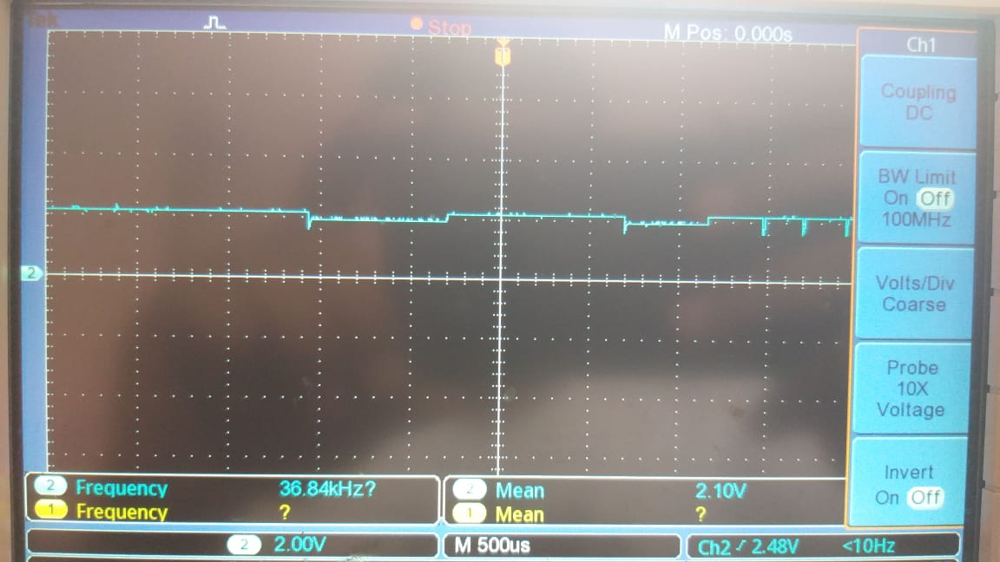 Tek Stop M Pos: 0.000s
Ch1
Coupling
DC
BW Limit
On Off
100MHz
Volts/Div
Coarse
Probe
10X
Voltage
Invert
On Off
2
2 Frequency 36.84kHz?
1 Frequency ?
2 Mean 2.10V
1 Mean ?
2 2.00V M 500us Ch2 2.48V <10Hz